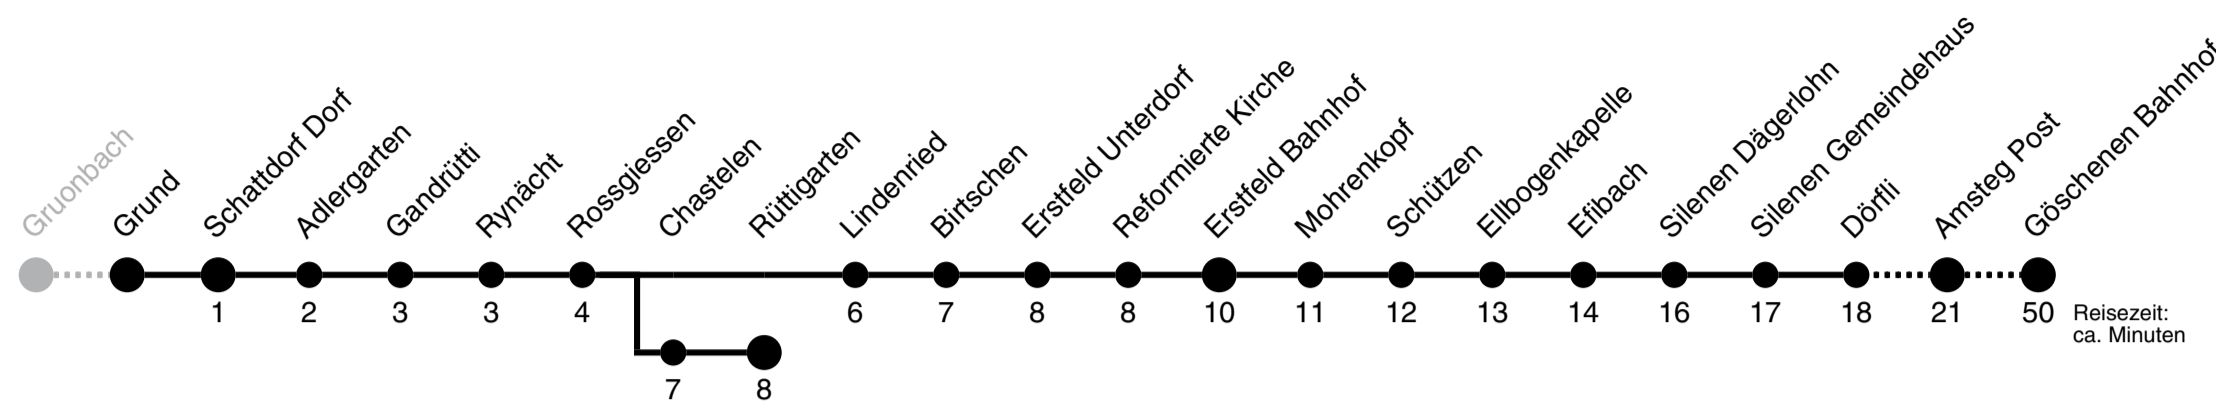 Gruonbach
Grund
Schattdorf Dorf
Adlergarten
Gandrütti
Rynächt
Rossgiessen
Chastelen
Rüttigarten
Lindenried
Birtschen
Erstfeld Unterdorf
Reformierte Kirche
Erstfeld Bahnhof
Mohrenkopf
Schützen
Ellbogenkapelle
Efibach
Silenen Dägerlohn
Silenen Gemeindehaus
Dörfli
Amsteg Post
Göschenen Bahnhof
1 2 3 3 4 6 7 8 8 10 11 12 13 14 16 17 18 21 50 Reisezeit:
ca. Minuten
7 8